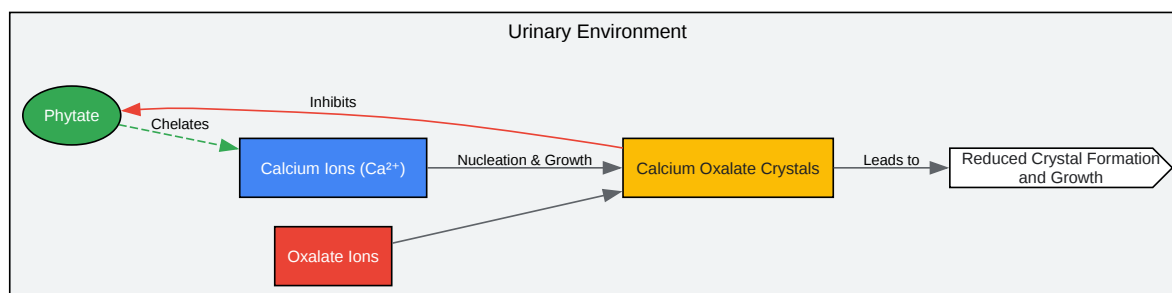 Urinary Environment
Phytate
Inhibits
Chelates
Calcium Ions (Ca²⁺)
Nucleation & Growth
Calcium Oxalate Crystals
Leads to
Reduced Crystal Formation
and Growth
Oxalate Ions